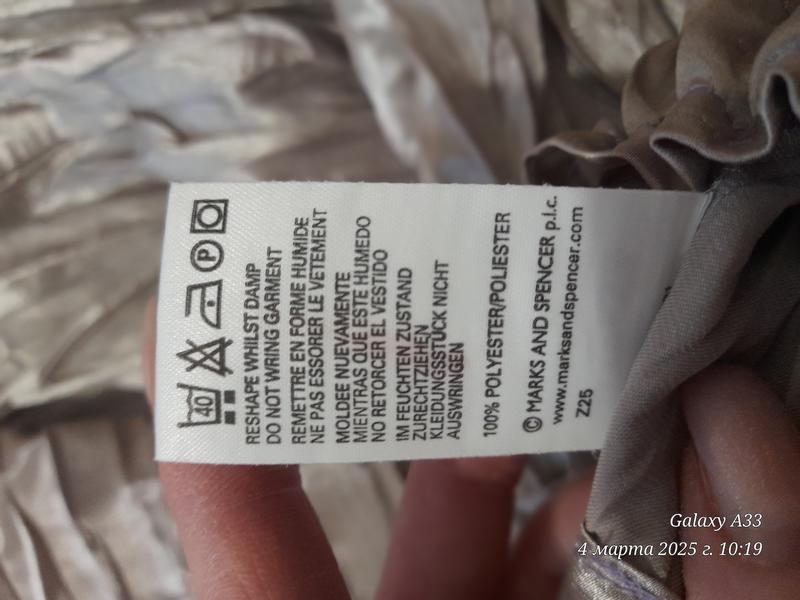 40
P
RESHAPE WHILST DAMP
DO NOT WRING GARMENT
REMETTRE EN FORME HUMIDE
NE PAS ESSORER LE VETEMENT
MOLDEE NUEVAMENTE
MIENTRAS QUE ESTE HUMEDO
NO RETORCER EL VESTIDO
IM FEUCHTEN ZUSTAND
ZURECHTZIEHEN
KLEIDUNGSSTÜCK NICHT
AUSWRINGEN
100% POLYESTER/POLIESTER
© MARKS AND SPENCER p.l.c.
www.marksandspencer.com
Z25
Galaxy A33
4 марта 2025 г. 10:19